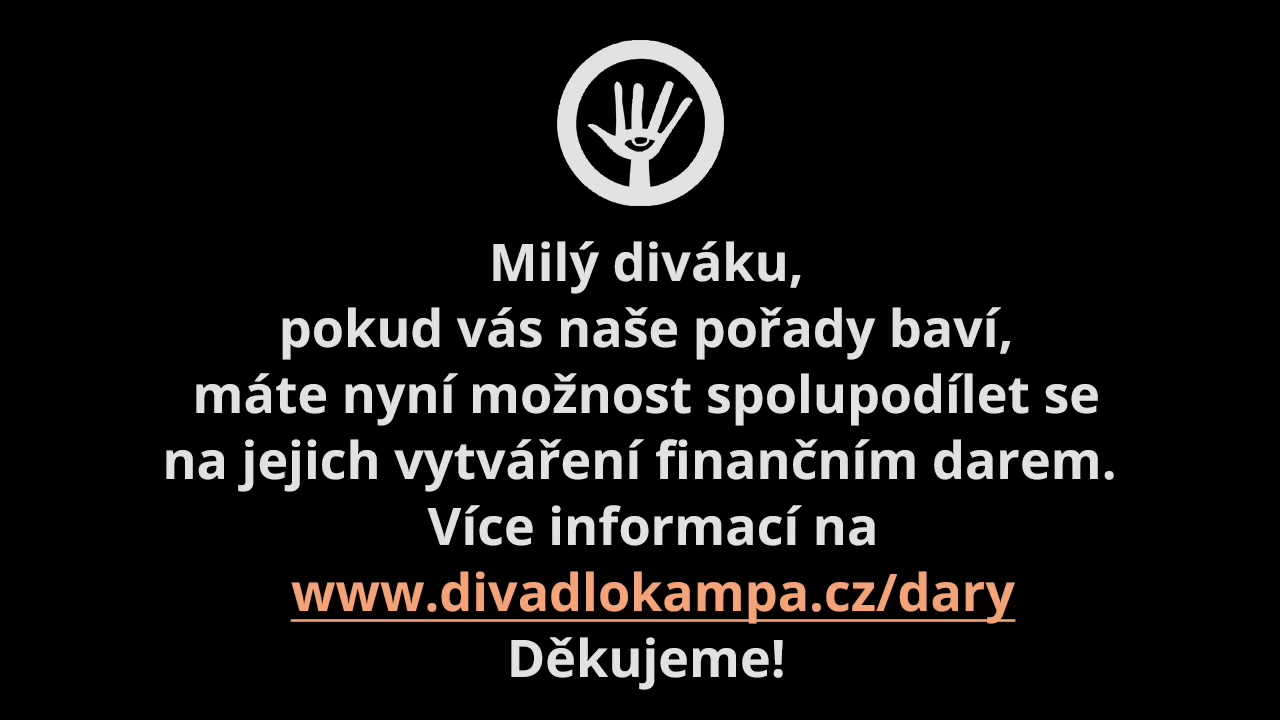 Milý diváku,
pokud vás naše pořady baví,
máte nyní možnost spolupodílet se
na jejich vytváření finančním darem.
Více informací na
www.divadlokampa.cz/dary
Děkujeme!